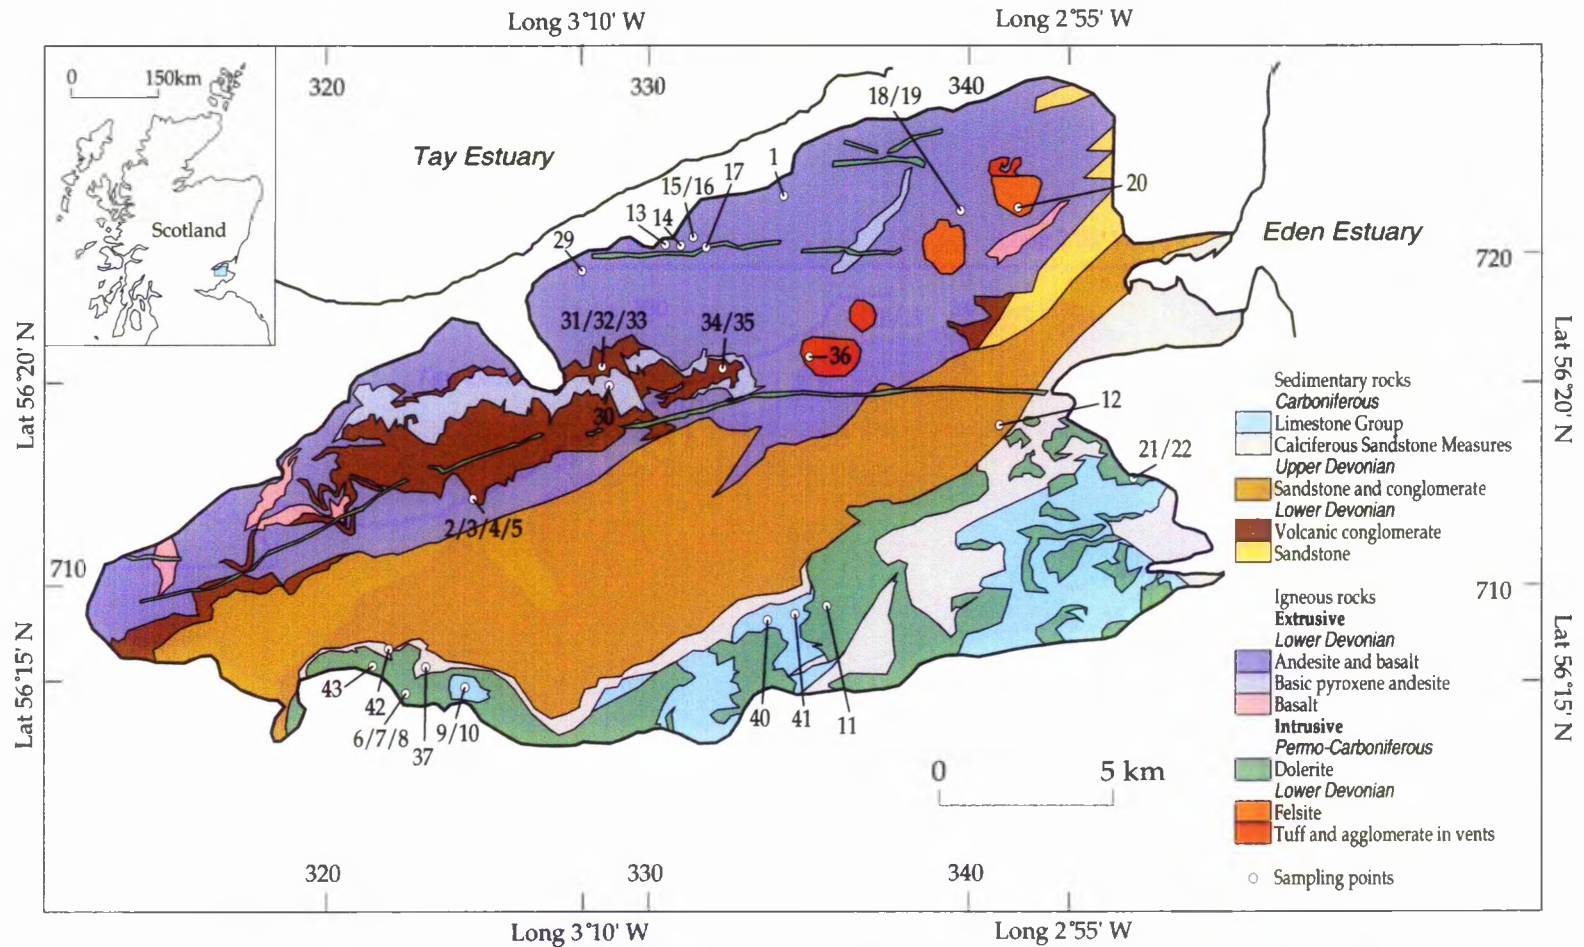 Long 3°10' W
Long 2°55' W
0 150km
320
330
340
18/19
Tay Estuary
1
17
15/16
20
13
14
Scotland
29
Eden Estuary
720
31/32/33
34/35
36
Lat 56°20' N
Lat 56°20' N
30
12
21/22
2/3/4/5
710
710
Lat 56°15' N
Lat 56°15' N
43
42
6/7/8
37
9/10
40
41
11
0 5 km
Sedimentary rocks
Carboniferous
Limestone Group
Calciferous Sandstone Measures
Upper Devonian
Sandstone and conglomerate
Lower Devonian
Volcanic conglomerate
Sandstone
Igneous rocks
Extrusive
Lower Devonian
Andesite and basalt
Basic pyroxene andesite
Basalt
Intrusive
Permo-Carboniferous
Dolerite
Lower Devonian
Felsite
Tuff and agglomerate in vents
Sampling points
320
330
340
Long 3°10' W
Long 2°55' W